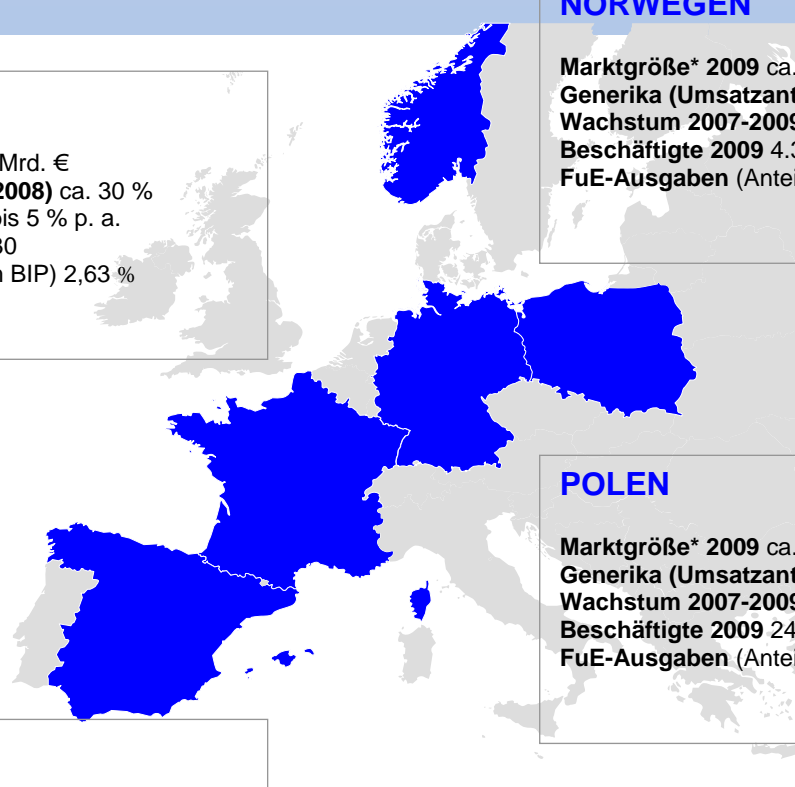 NORWEGEN
Marktgröße* 2009 ca.
Generika (Umsatzant
Wachstum 2007-2009
Beschäftigte 2009 4.3
FuE-Ausgaben (Antei
Mrd. €
2008) ca. 30 %
bis 5 % p. a.
30
BIP) 2,63 %
POLEN
Marktgröße* 2009 ca.
Generika (Umsatzant
Wachstum 2007-2009
Beschäftigte 2009 24
FuE-Ausgaben (Antei